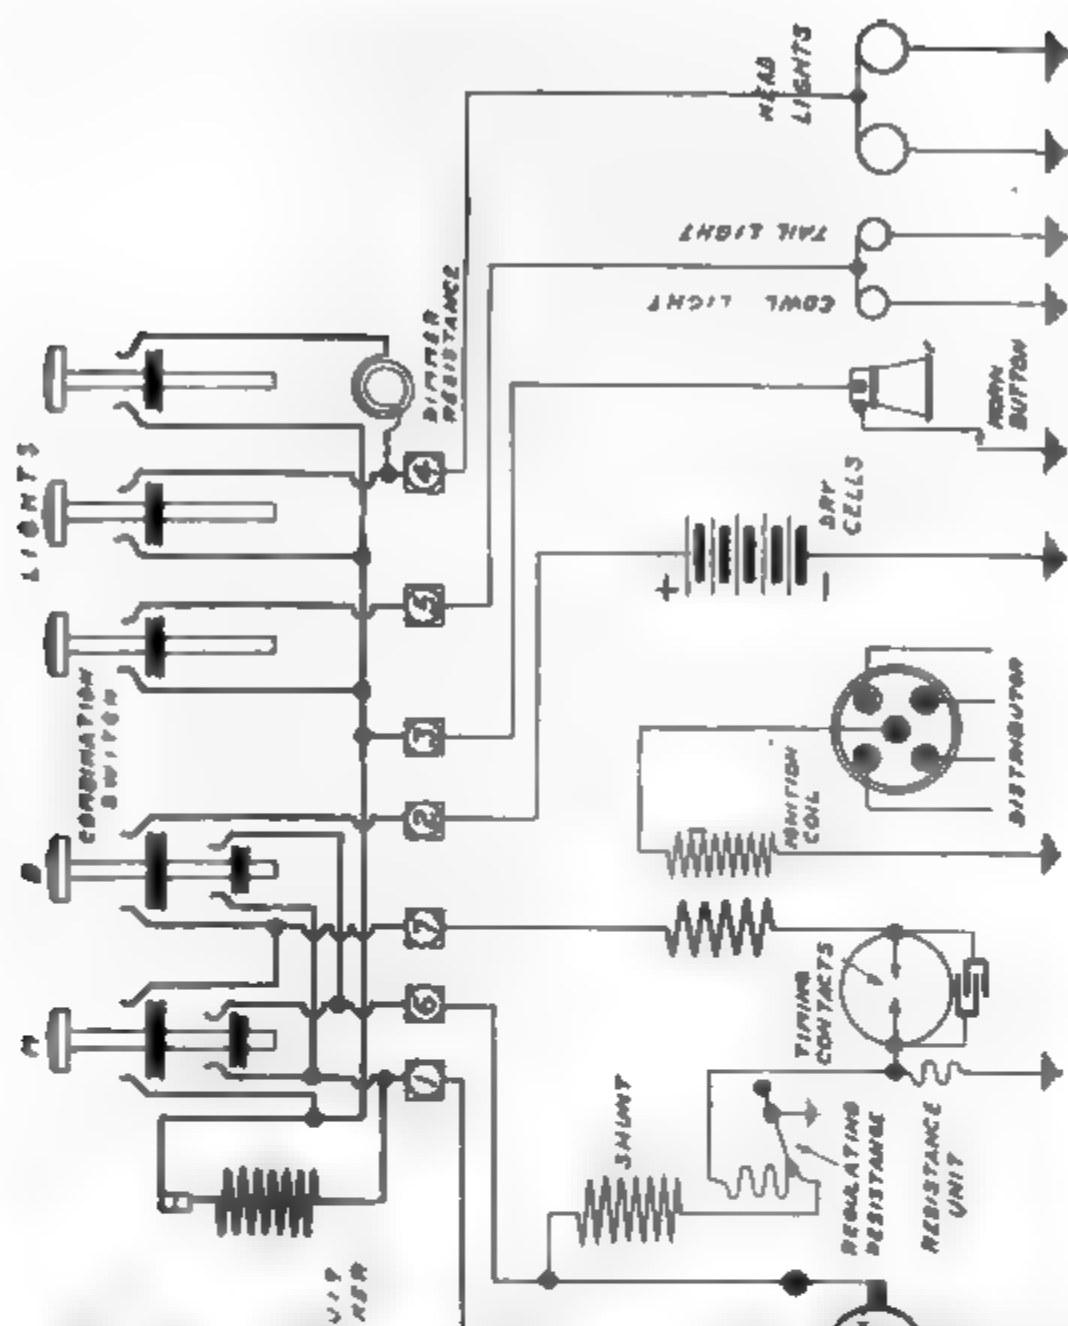 HEAD
LIGHTS
TAIL LIGHT
COWL LIGHT
DIMMER
RESISTANCE
HORN
BUTTON
LIGHTS
4
DRY
CELLS
+
−
5
COMBINATION
SWITCH
3
DISTRIBUTOR
IGNITION
COIL
2
B
7
TIMING
CONTACTS
6
M
1
SHUNT
REGULATING
RESISTANCE
RESISTANCE
UNIT